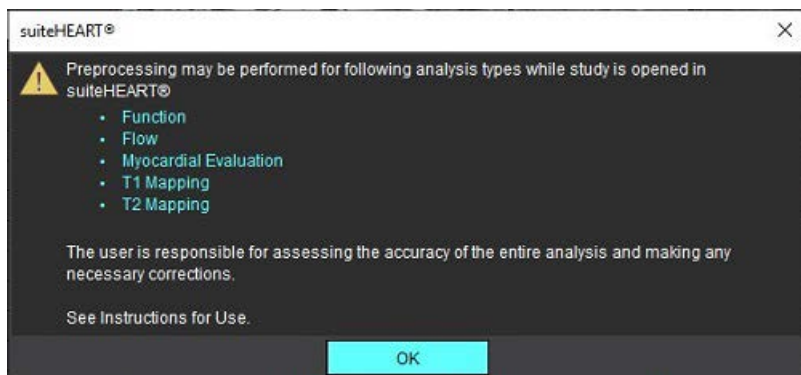 suiteHEART®
Preprocessing may be performed for following analysis types while study is opened in
suiteHEART®
• Function
• Flow
• Myocardial Evaluation
• T1 Mapping
• T2 Mapping
The user is responsible for assessing the accuracy of the entire analysis and making any
necessary corrections.
See Instructions for Use.
OK